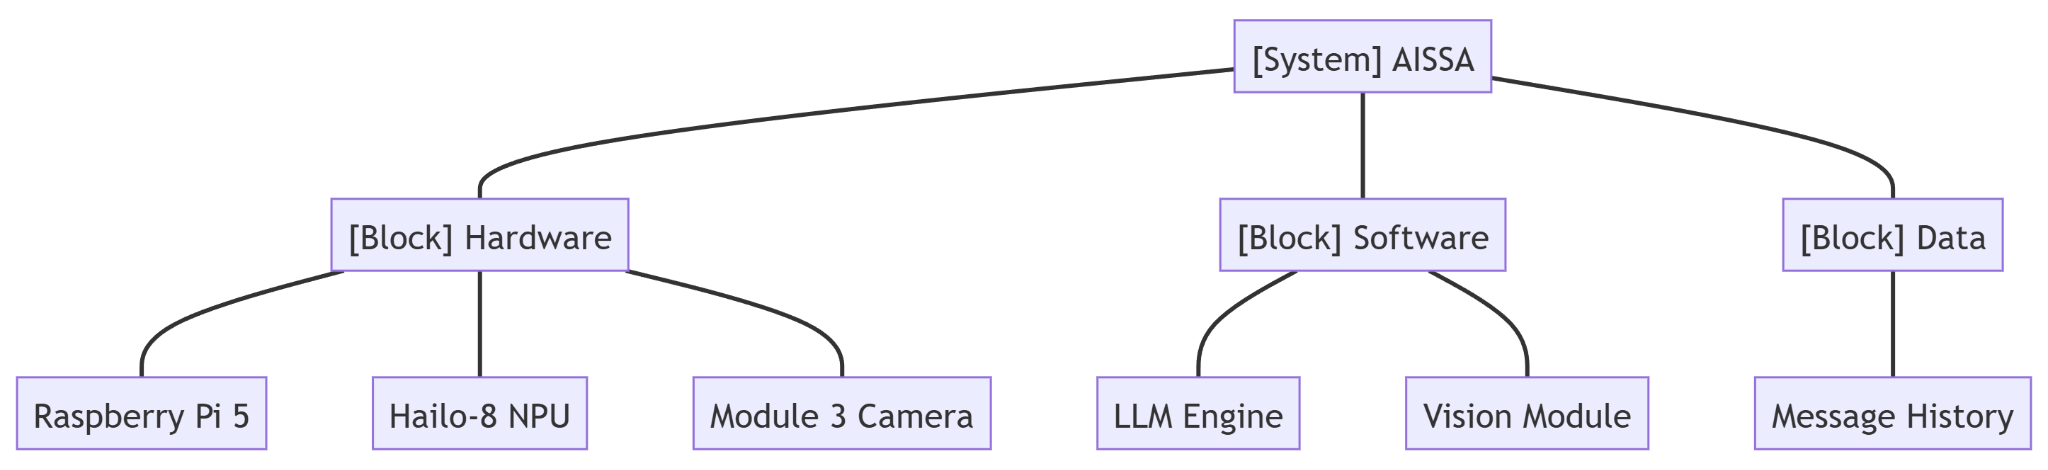 [System] AISSA
[Block] Hardware
[Block] Software
[Block] Data
Raspberry Pi 5
Hailo-8 NPU
Module 3 Camera
LLM Engine
Vision Module
Message History